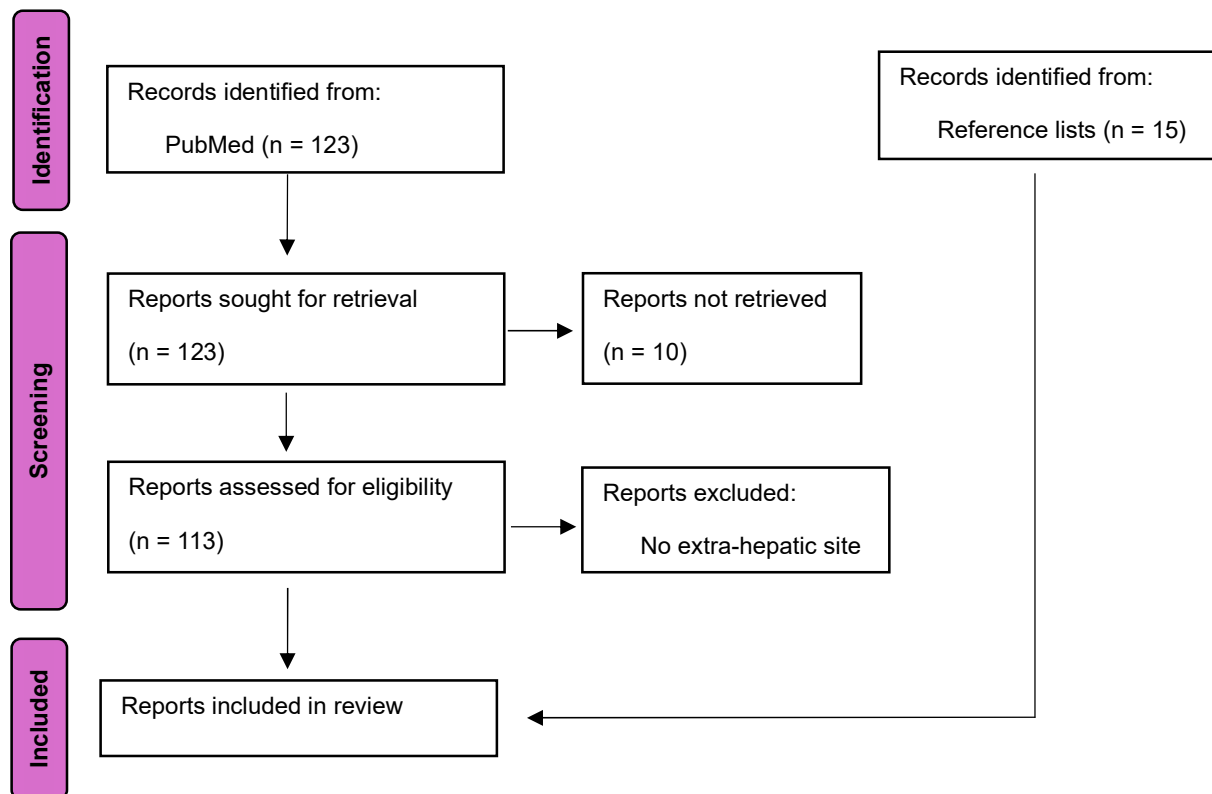 Identification
Records identified from:
PubMed (n = 123)
Records identified from:
Reference lists (n = 15)
Screening
Reports sought for retrieval
(n = 123)
Reports not retrieved
(n = 10)
Reports assessed for eligibility
(n = 113)
Reports excluded:
No extra-hepatic site
Included
Reports included in review